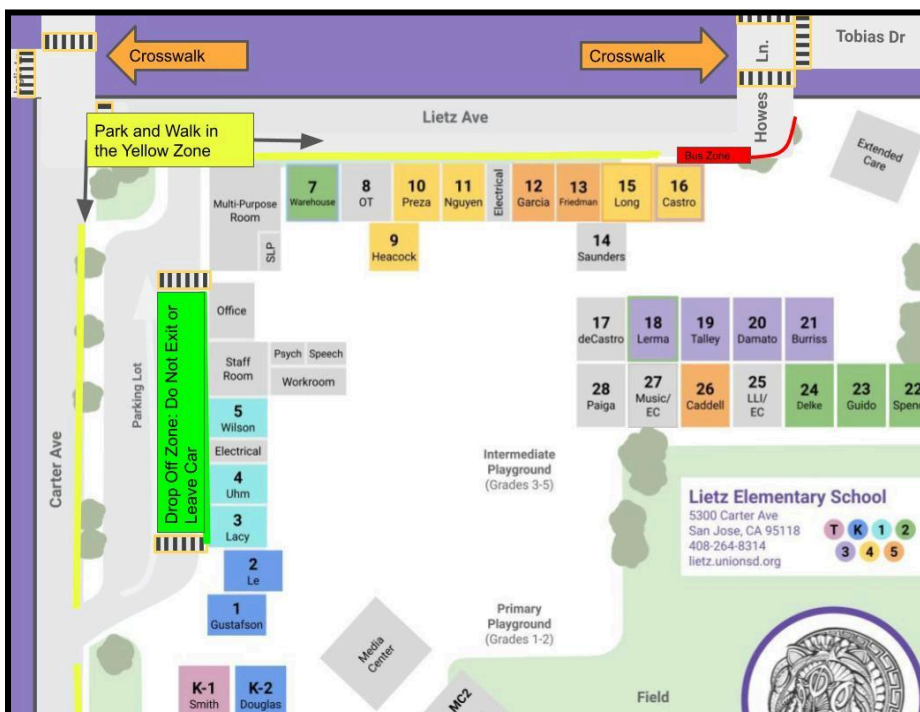 Crosswalk
Crosswalk
Ln.
Tobias Dr
Howes
Lietz Ave
Park and Walk in
the Yellow Zone
Bus Zone
Extended
Care
Multi-Purpose
Room
SLP
7
Warehouse
8
OT
10
Preza
11
Nguyen
Electrical
12
Garcia
13
Friedman
15
Long
16
Castro
9
Heacock
14
Saunders
Office
Staff
Room
Psych
Speech
Workroom
5
Wilson
Electrical
4
Uhm
3
Lacy
2
Le
1
Gustafson
K-1
Smith
K-2
Douglas
Drop Off Zone: Do Not Exit or
Leave Car
Parking Lot
Carter Ave
17
deCastro
18
Lerma
19
Talley
20
Damato
21
Burriss
28
Paiga
27
Music/
EC
26
Caddell
25
LLI/
EC
24
Delke
23
Guido
22
Intermediate
Playground
(Grades 3-5)
Lietz Elementary School
5300 Carter Ave
San Jose, CA 95118
408-264-8314
lietz.unionsd.org
T K 1 2
3 4 5
Primary
Playground
(Grades 1-2)
Media
Center
MC2
Field